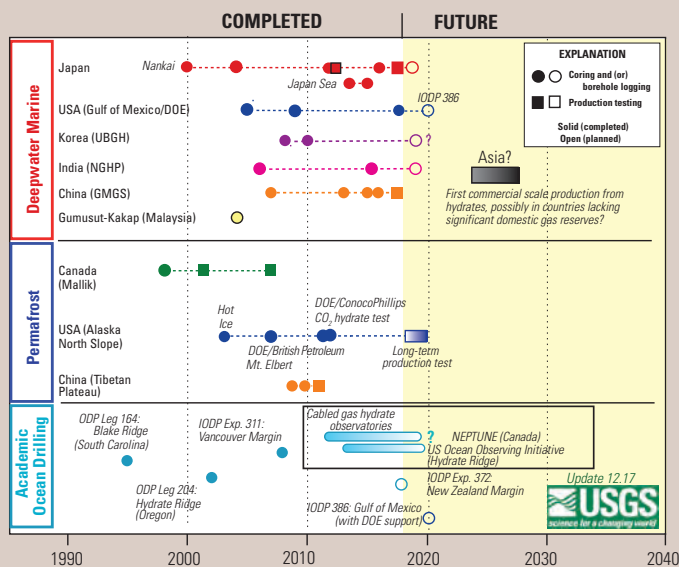 COMPLETED
FUTURE
Deepwater Marine
Japan
Nankai
Japan Sea
USA (Gulf of Mexico/DOE)
IODP 386
Korea (UBGH)
?
India (NGHP)
China (GMGS)
Gumusut-Kakap (Malaysia)
EXPLANATION
Coring and (or)
borehole logging
Production testing
Solid (completed)
Open (planned)
Asia?
First commercial scale production from
hydrates, possibly in countries lacking
significant domestic gas reserves?
Permafrost
Canada
(Mallik)
USA (Alaska
North Slope)
Hot
Ice
DOE/British Petroleum
Mt. Elbert
DOE/ConocoPhillips
CO2 hydrate test
Long-term
production test
China (Tibetan
Plateau)
Academic
Ocean Drilling
ODP Leg 164:
Blake Ridge
(South Carolina)
ODP Leg 204:
Hydrate Ridge
(Oregon)
IODP Exp. 311:
Vancouver Margin
Cabled gas hydrate
observatories
?
NEPTUNE (Canada)
US Ocean Observing Initiative
(Hydrate Ridge)
IODP Exp. 372:
New Zealand Margin
IODP 386: Gulf of Mexico
(with DOE support)
Update 12.17
USGS
science for a changing world
1990
2000
2010
2020
2030
2040